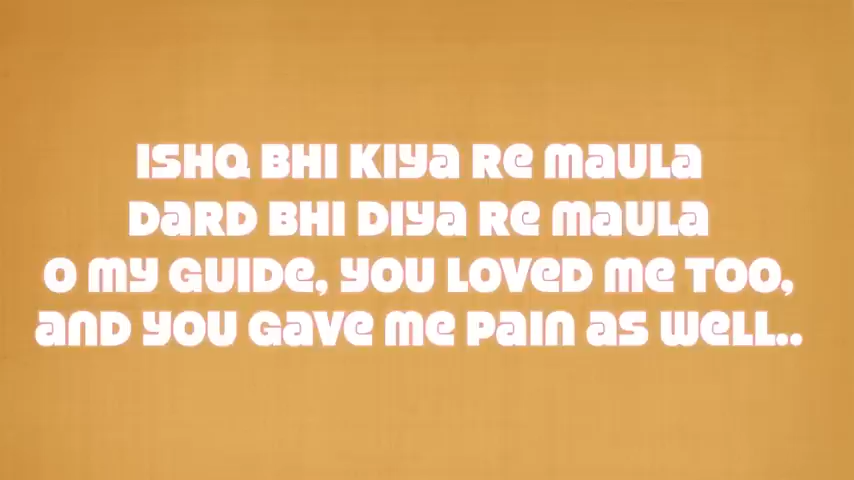 ISHQ BHI KIYa Re maULa
DaRD BHI DIYa Re maULa
O mY GUIDe, YOU LOVeD me TOO,
anD YOU GaVe me PaIn as WeLL..